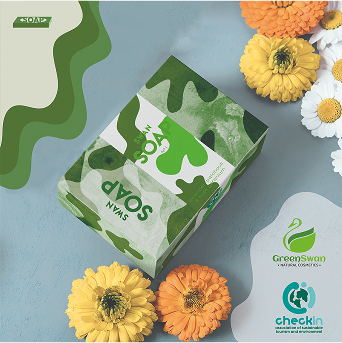 SOAP
SWAN
SOAP
SWAN
SOAP
GreenSwan
• NATURAL COSMETICS •
checkin
association of sustainable
tourism and environment